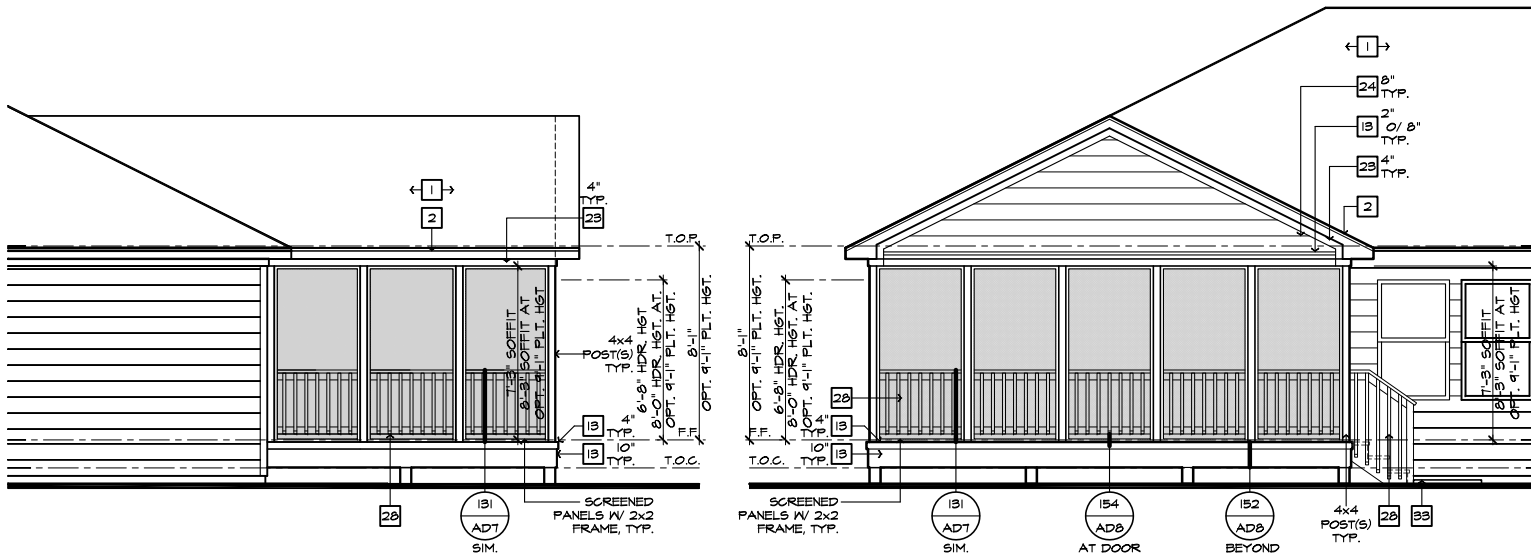 1
2
4"
TYP.
23
T.O.P.
7'-3" SOFFIT
8'-3" SOFFIT AT
OPT. 9'-1" PLT. HGT
4x4
POST(S)
TYP.
6'-8" HDR. HGT
8'-0" HDR. HGT. AT.
OPT. 9'-1" PLT. HGT.
8'-1"
OPT. 9'-1" PLT. HGT.
13 4"
TYP.
F.F.
13 10"
TYP.
T.O.C.
28
131
AD7
SIM.
SCREENED
PANELS W/ 2x2
FRAME, TYP.
1
24 8"
TYP.
13 2"
O/ 8"
TYP.
23 4"
TYP.
2
T.O.P.
8'-1"
OPT. 9'-1" PLT. HGT.
6'-8" HDR. HGT
8'-0" HDR. HGT. AT
OPT. 9'-1" PLT. HGT.
28
4"
TYP.
13
F.F.
10"
TYP.
13
T.O.C.
7'-3" SOFFIT
8'-3" SOFFIT AT
OPT. 9'-1" PLT. HGT
SCREENED
PANELS W/ 2x2
FRAME, TYP.
131
AD7
SIM.
154
AD8
AT DOOR
152
AD8
BEYOND
4x4
POST(S)
TYP.
28
33